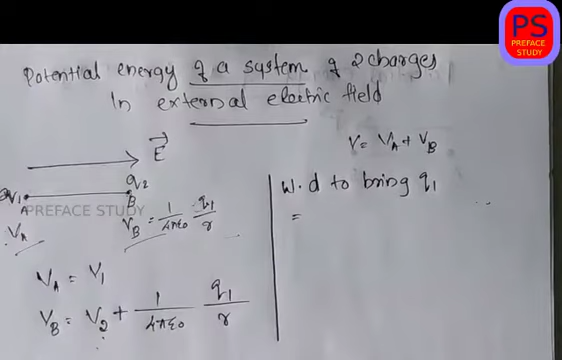 PS
PREFACE
STUDY
Potential energy of a system of 2 charges
In external electric field
E
V = VA + VB
q1 q2
A B
PREFACE STUDY
VA
VB = 1/4πε0 q1/r
VA = V1
VB = V2 + 1/4πε0 q1/r
W.d to bring q1
=